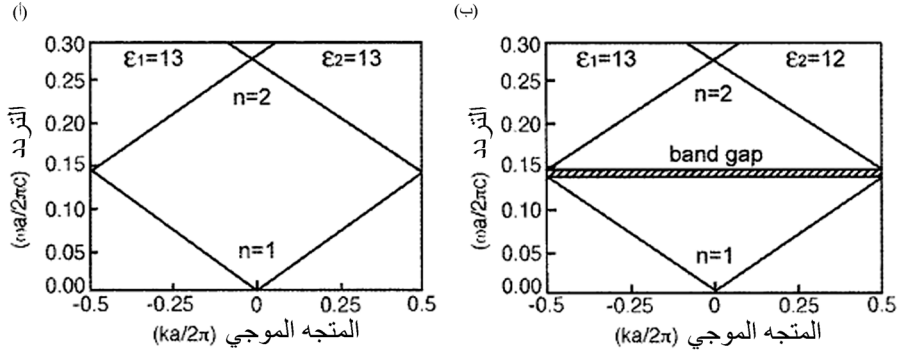 (أ)
0.30
0.25
0.20
0.15
0.10
0.05
0.00
التردد (ωa/2πc)
ε1=13
ε2=13
n=2
n=1
-0.5 -0.25 0 0.25 0.5
المتجه الموجي (ka/2π)
(ب)
0.30
0.25
0.20
0.15
0.10
0.05
0.00
التردد (ωa/2πc)
ε1=13
ε2=12
n=2
band gap
n=1
-0.5 -0.25 0 0.25 0.5
المتجه الموجي (ka/2π)